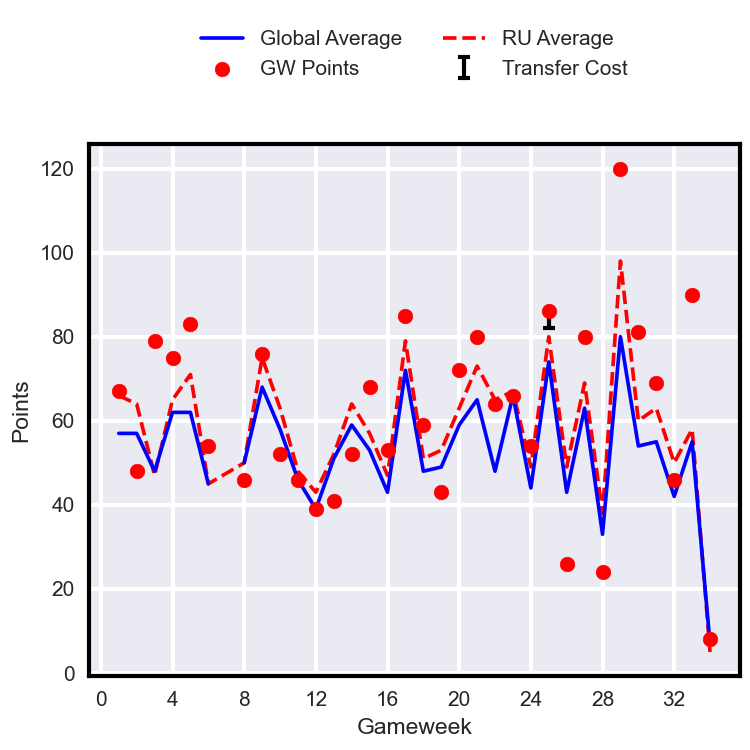 Global Average
RU Average
GW Points
Transfer Cost
120
100
80
60
40
20
0
Points
0 4 8 12 16 20 24 28 32
Gameweek